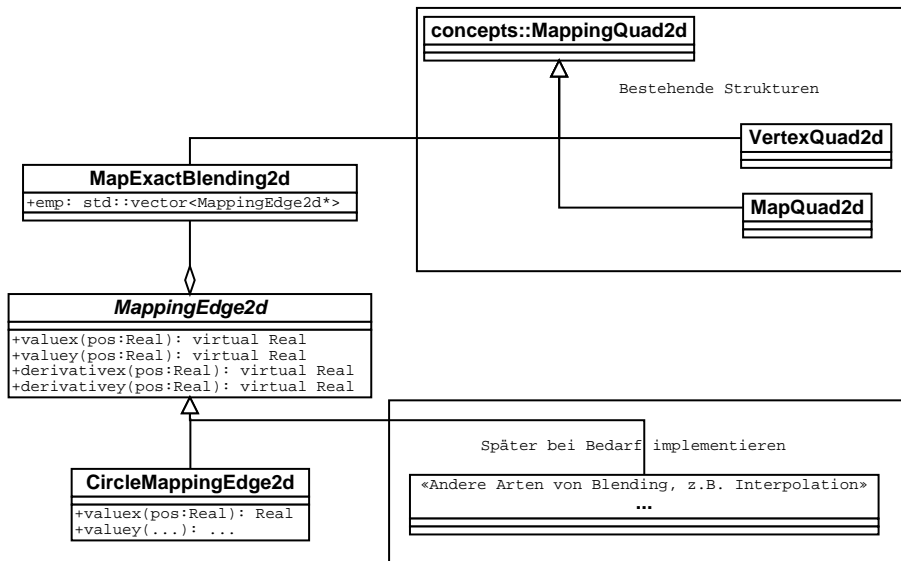 concepts::MappingQuad2d
Bestehende Strukturen
VertexQuad2d
MapExactBlending2d
+emp: std::vector<MappingEdge2d*>
MapQuad2d
MappingEdge2d
+valuex(pos:Real): virtual Real
+valuey(pos:Real): virtual Real
+derivativex(pos:Real): virtual Real
+derivativey(pos:Real): virtual Real
Später bei Bedarf implementieren
CircleMappingEdge2d
+valuex(pos:Real): Real
+valuey(...): ...
«Andere Arten von Blending, z.B. Interpolation»
...